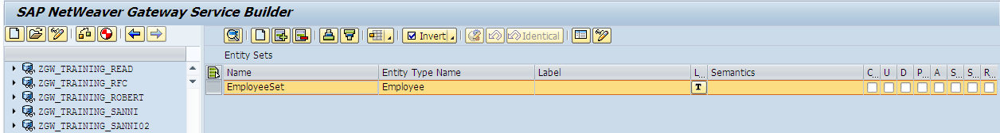 SAP NetWeaver Gateway Service Builder
Invert
Identical
Entity Sets
Name Entity Type Name Label L... Semantics C... U D P... A S... S... R...
EmployeeSet Employee T
ZGW_TRAINING_READ
ZGW_TRAINING_RFC
ZGW_TRAINING_ROBERT
ZGW_TRAINING_SANNI
ZGW_TRAINING_SANNI02